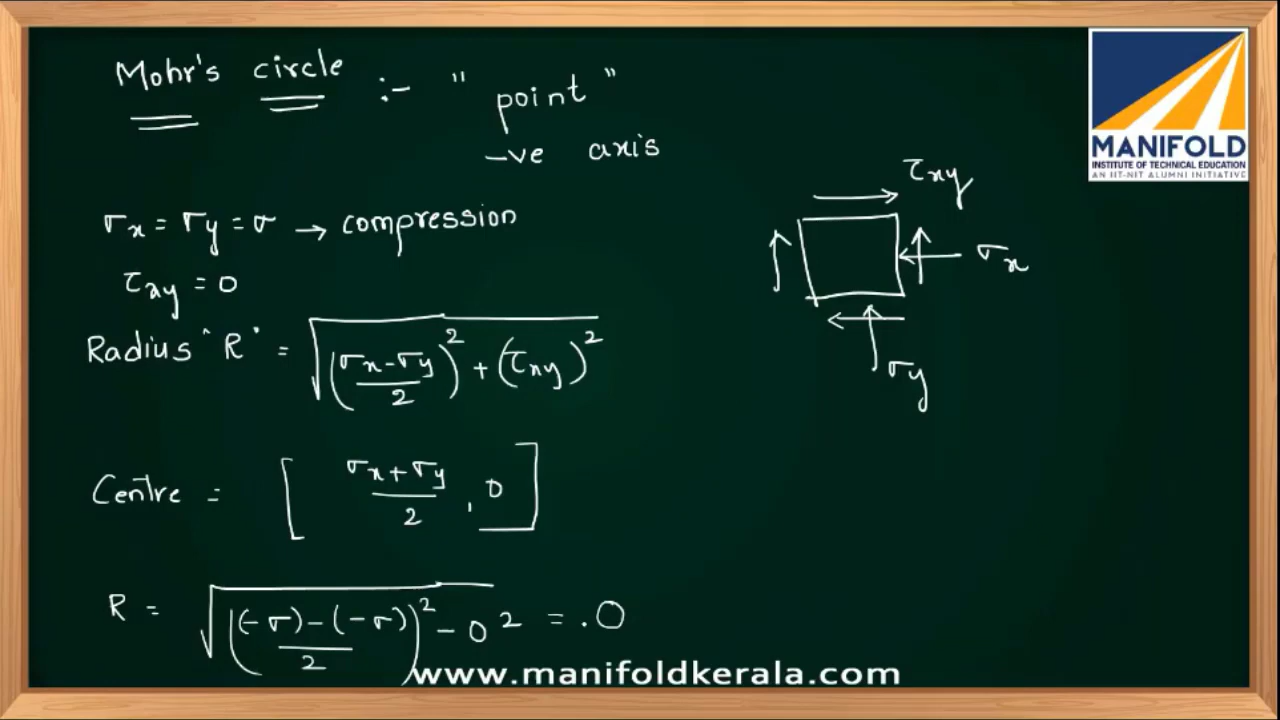 Mohr's circle :- "point"
-ve axis
σx = σy = σ → compression
τxy = 0
Radius "R" = √((σx-σy)/2)² + (τxy)²
Centre = [(σx+σy)/2, 0]
R = √((-σ)-(-σ))/2)² - 0² = .0
τxy
σx
σy
MANIFOLD
INSTITUTE OF TECHNICAL EDUCATION
AN IIT-NIT ALUMNI INITIATIVE
www.manifoldkerala.com